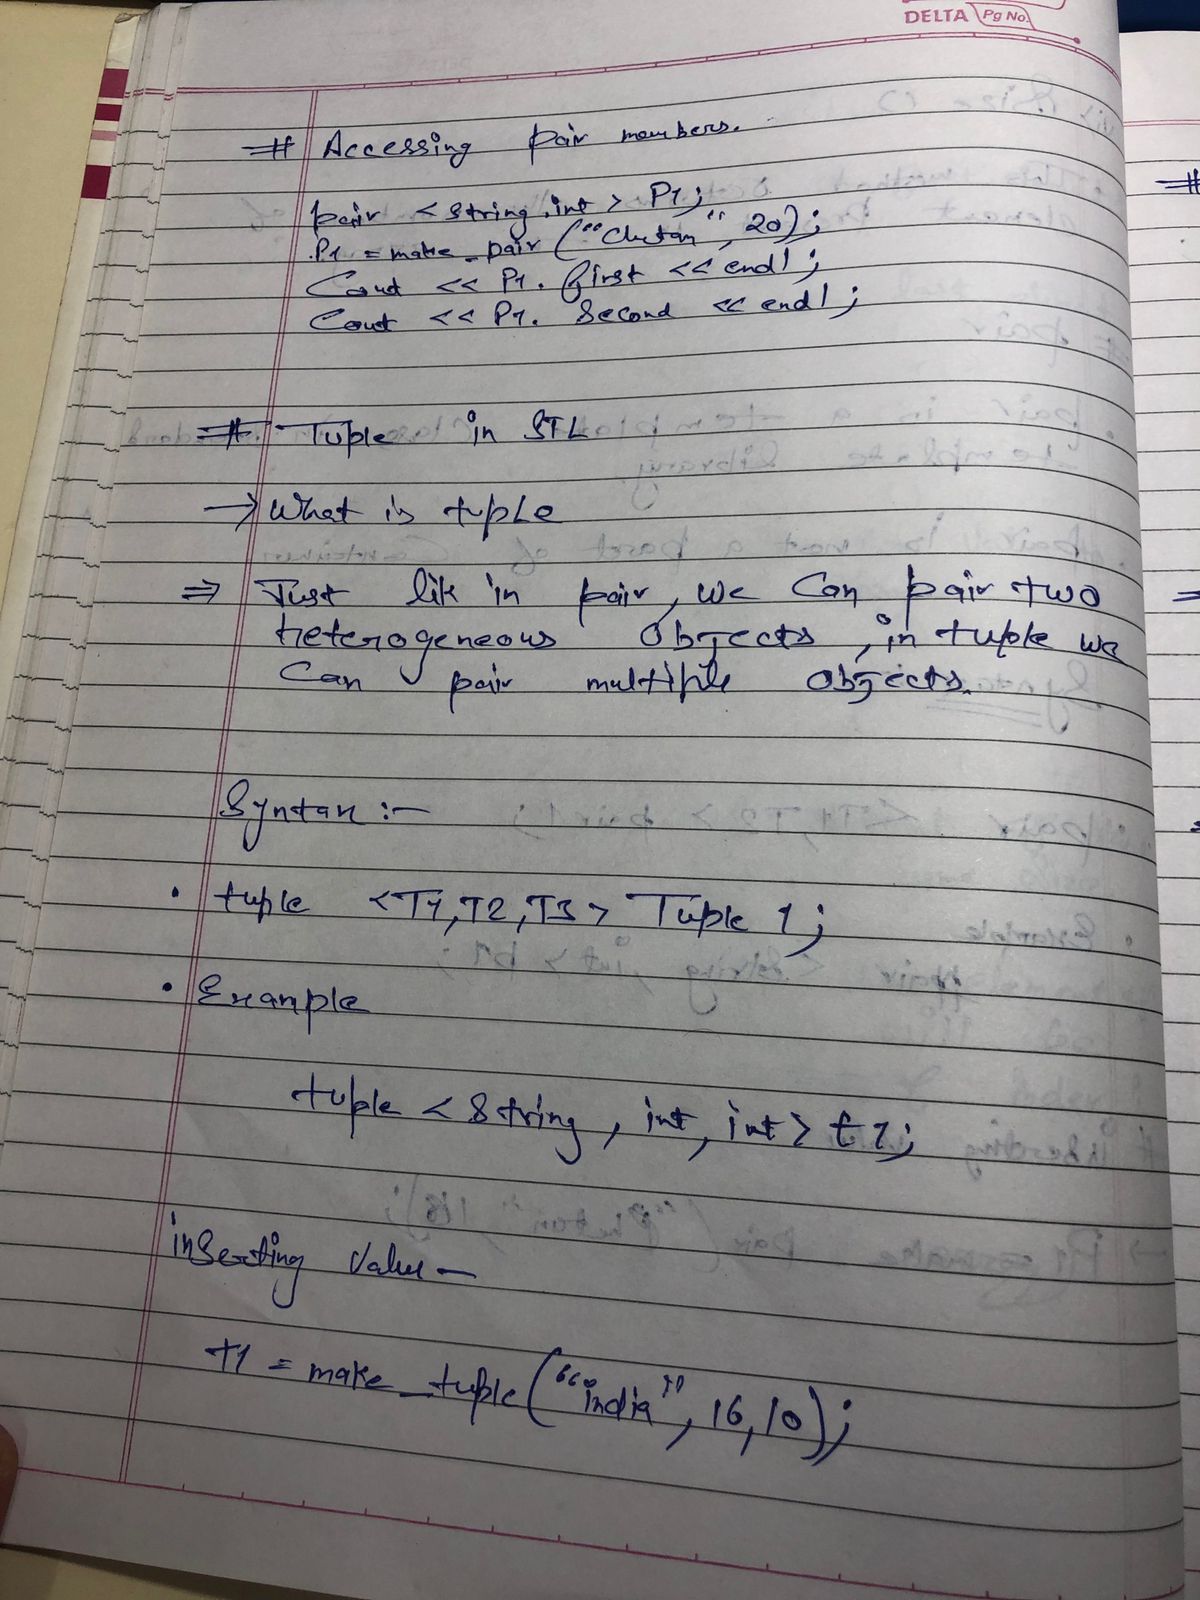 DELTA Pg No.
# Accessing pair members.
pair < string, int > P1;
P1 = make_pair ("Chetan", 20);
Cout << P1. first << endl;
Cout << P1. Second << endl;
# Tuple in STL
→ What is tuple
⇒ Just lik in pair, we Can pair two
heterogeneous objects, in tuple we
Can pair multiple objects.
Syntax :-
• tuple <T1,T2,T3> Tuple 1;
• Example
tuple < string, int, int > t1;
inserting Value -
t1 = make_tuple ("india", 16, 10);